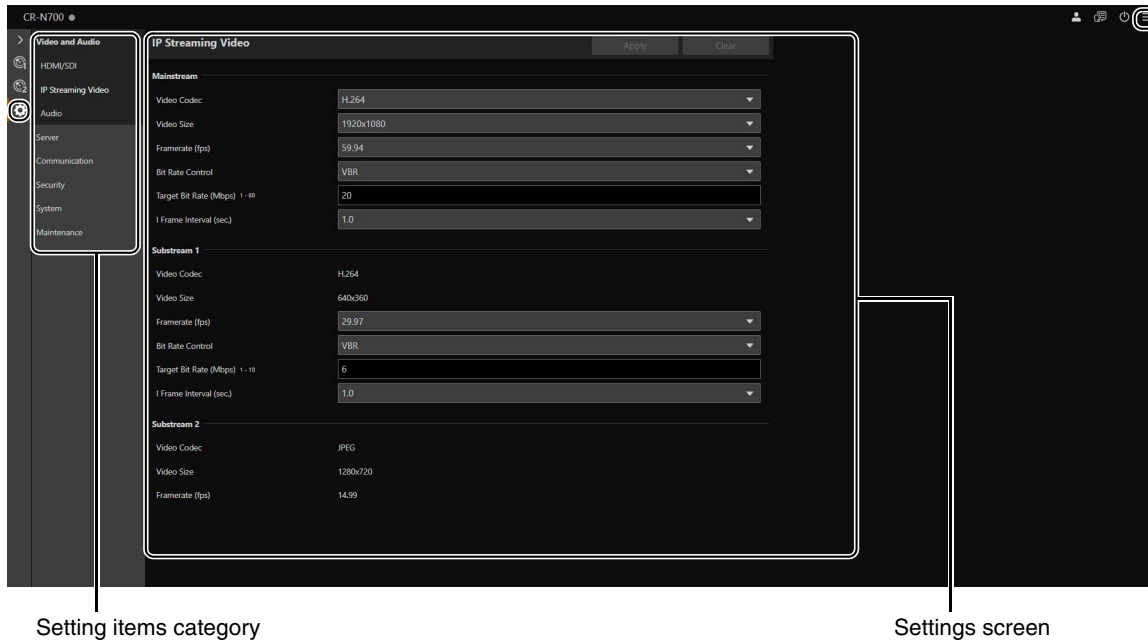 CR-N700
Video and Audio
HDMI/SDI
IP Streaming Video
Audio
Server
Communication
Security
System
Maintenance
IP Streaming Video
Apply
Clear
Mainstream
Video Codec H.264
Video Size 1920x1080
Framerate (fps) 59.94
Bit Rate Control VBR
Target Bit Rate (Mbps) 1 - 80 20
I Frame Interval (sec.) 1.0
Substream 1
Video Codec H.264
Video Size 640x360
Framerate (fps) 29.97
Bit Rate Control VBR
Target Bit Rate (Mbps) 1 - 10 6
I Frame Interval (sec.) 1.0
Substream 2
Video Codec JPEG
Video Size 1280x720
Framerate (fps) 14.99
Setting items category
Settings screen